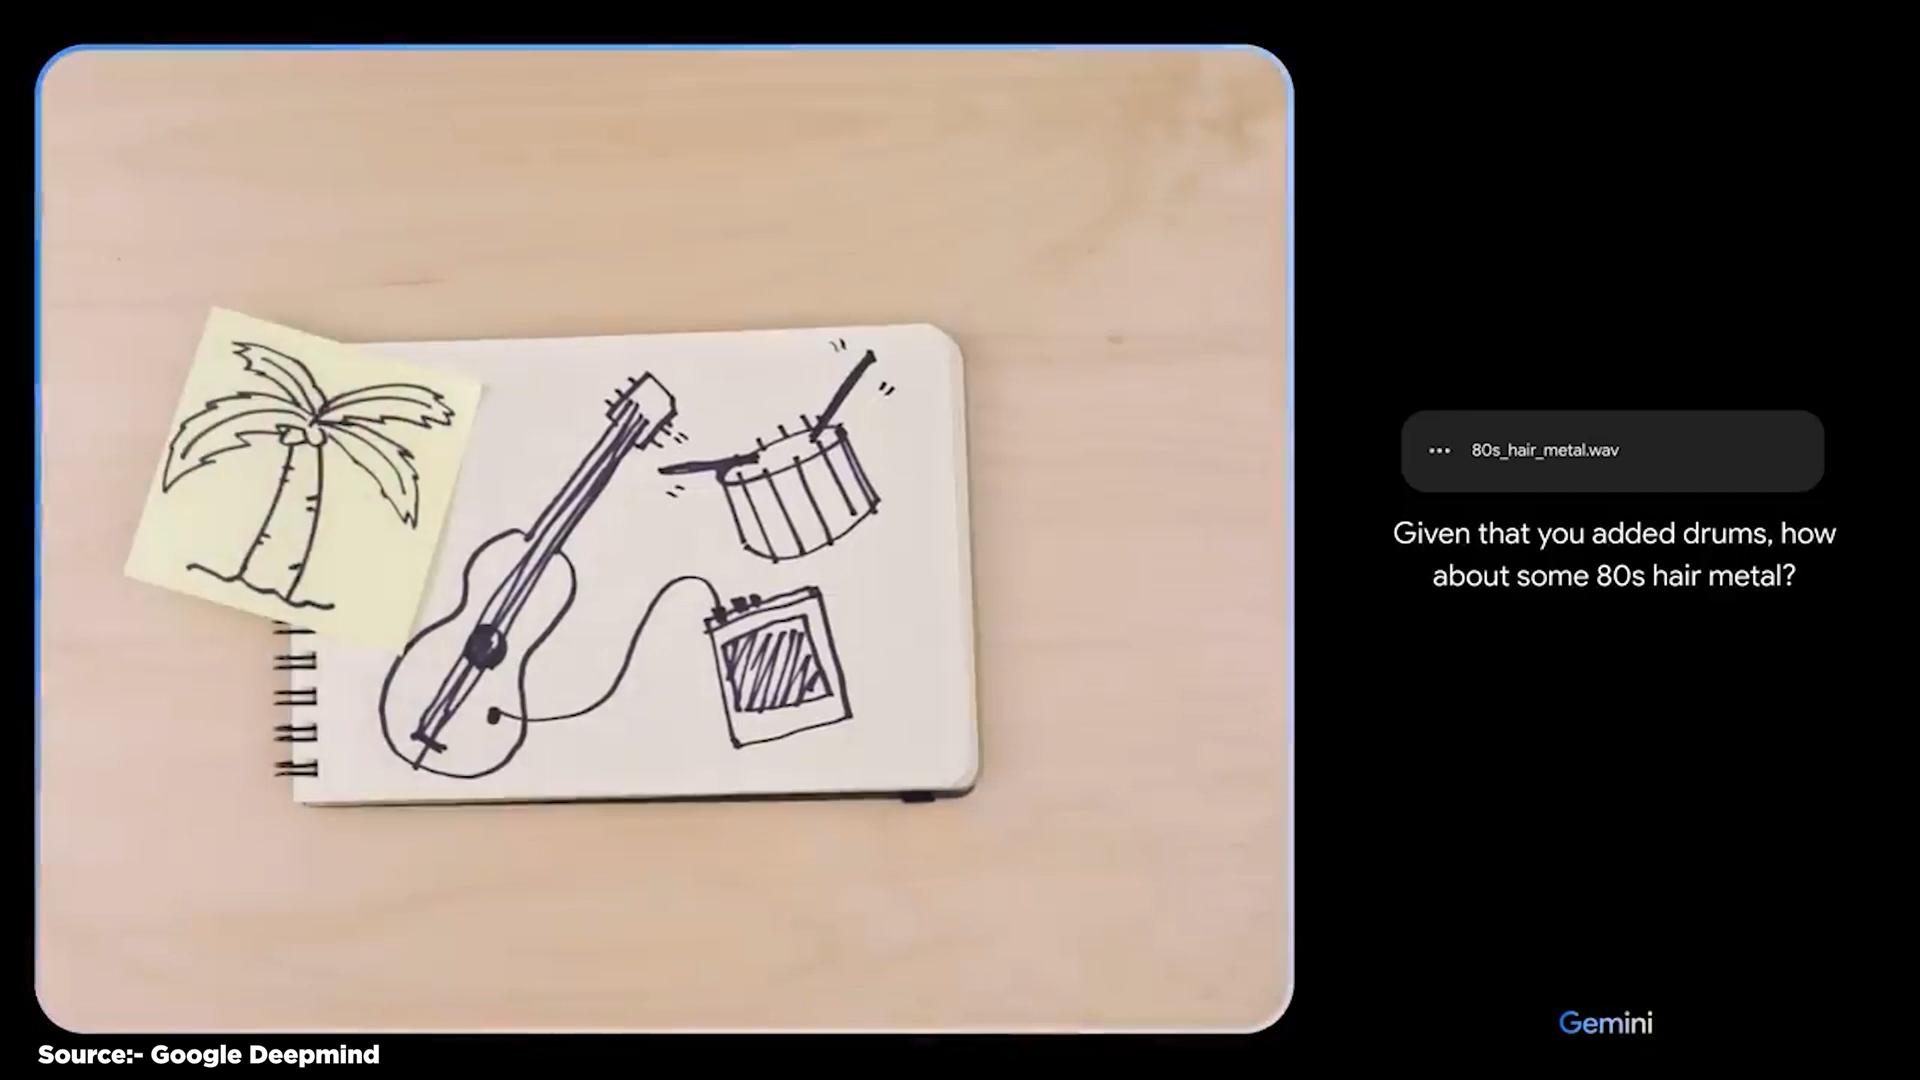 80s_hair_metal.wav
Given that you added drums, how
about some 80s hair metal?
Gemini
Source:- Google Deepmind